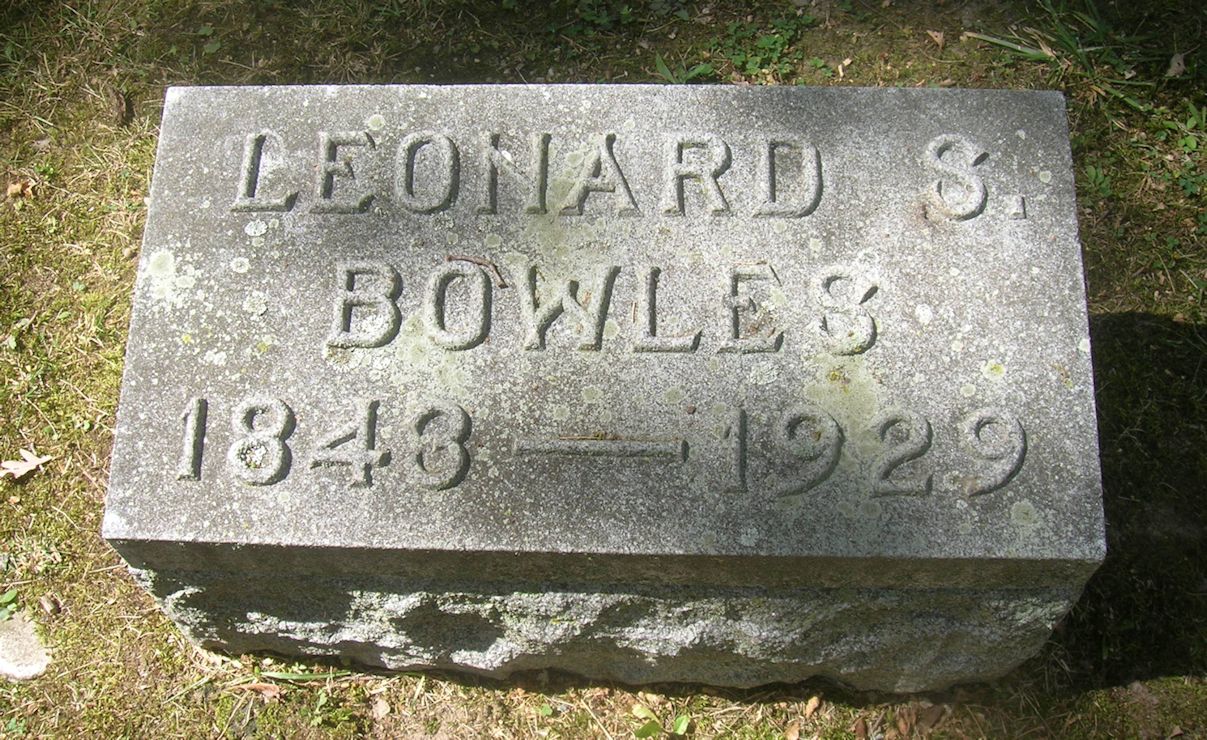 LEONARD S.
BOWLES
1843 — 1929